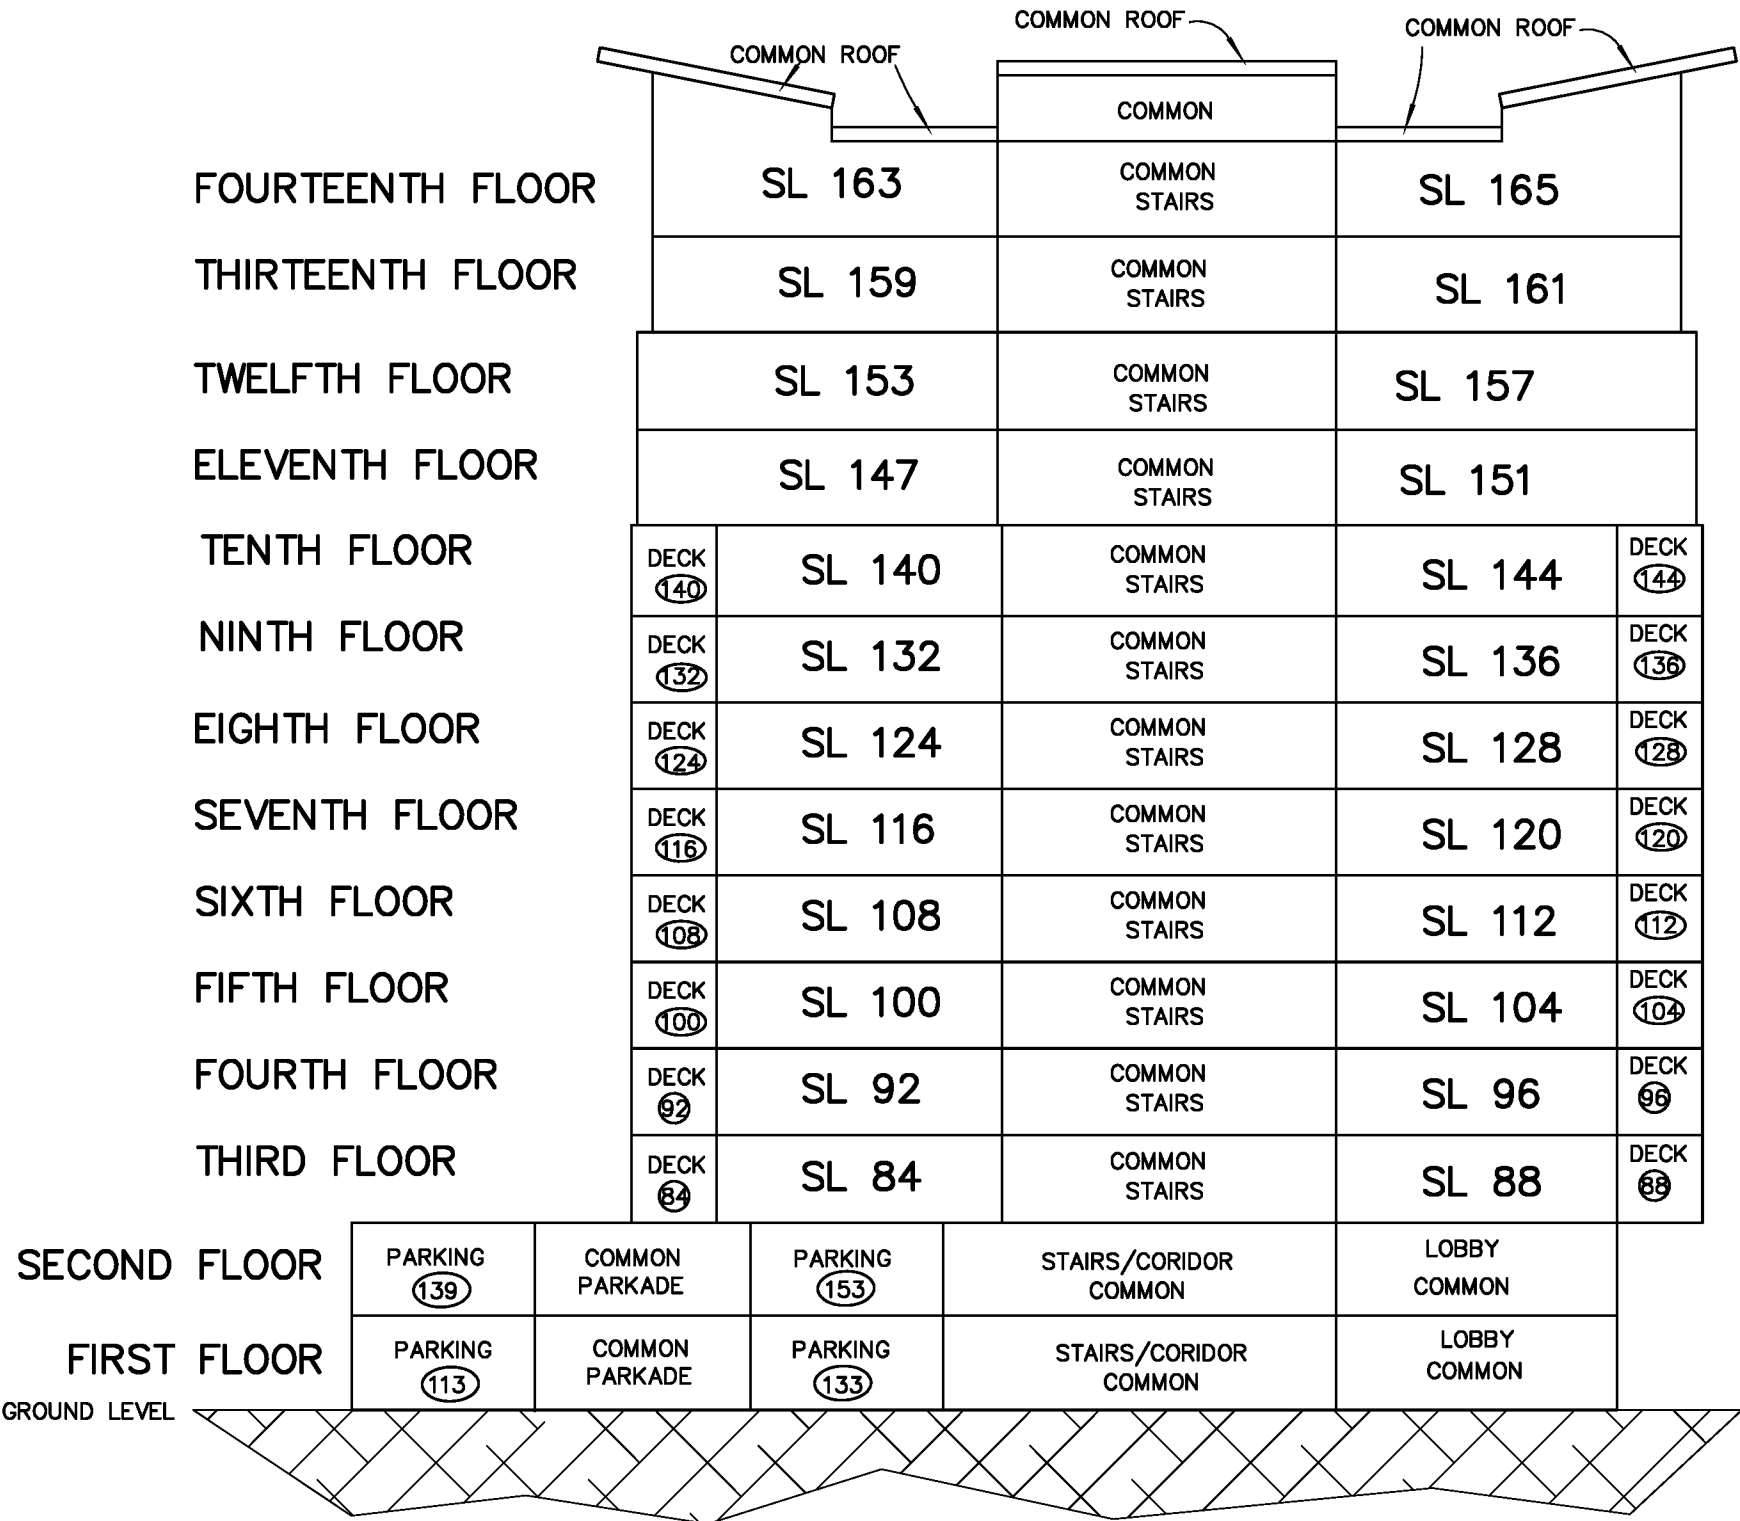 COMMON ROOF
COMMON ROOF
COMMON ROOF
COMMON
FOURTEENTH FLOOR
SL 163
COMMON
STAIRS
SL 165
THIRTEENTH FLOOR
SL 159
COMMON
STAIRS
SL 161
TWELFTH FLOOR
SL 153
COMMON
STAIRS
SL 157
ELEVENTH FLOOR
SL 147
COMMON
STAIRS
SL 151
TENTH FLOOR
DECK
140
SL 140
COMMON
STAIRS
SL 144
DECK
144
NINTH FLOOR
DECK
132
SL 132
COMMON
STAIRS
SL 136
DECK
136
EIGHTH FLOOR
DECK
124
SL 124
COMMON
STAIRS
SL 128
DECK
128
SEVENTH FLOOR
DECK
116
SL 116
COMMON
STAIRS
SL 120
DECK
120
SIXTH FLOOR
DECK
108
SL 108
COMMON
STAIRS
SL 112
DECK
112
FIFTH FLOOR
DECK
100
SL 100
COMMON
STAIRS
SL 104
DECK
104
FOURTH FLOOR
DECK
92
SL 92
COMMON
STAIRS
SL 96
DECK
96
THIRD FLOOR
DECK
84
SL 84
COMMON
STAIRS
SL 88
DECK
88
SECOND FLOOR
PARKING
139
COMMON
PARKADE
PARKING
153
STAIRS/CORIDOR
COMMON
LOBBY
COMMON
FIRST FLOOR
PARKING
113
COMMON
PARKADE
PARKING
133
STAIRS/CORIDOR
COMMON
LOBBY
COMMON
GROUND LEVEL